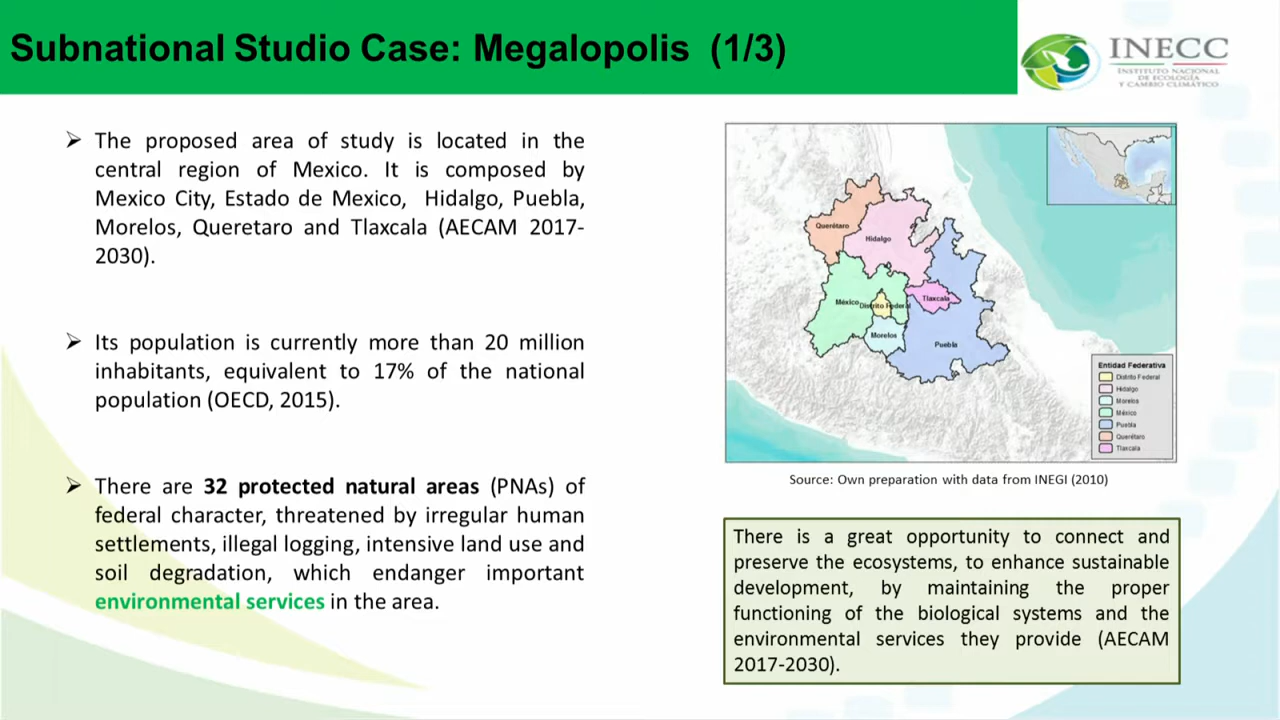 Subnational Studio Case: Megalopolis (1/3)
INECC
INSTITUTO NACIONAL
DE ECOLOGÍA
Y CAMBIO CLIMÁTICO
➢ The proposed area of study is located in the
central region of Mexico. It is composed by
Mexico City, Estado de Mexico, Hidalgo, Puebla,
Morelos, Queretaro and Tlaxcala (AECAM 2017-
2030).
➢ Its population is currently more than 20 million
inhabitants, equivalent to 17% of the national
population (OECD, 2015).
➢ There are 32 protected natural areas (PNAs) of
federal character, threatened by irregular human
settlements, illegal logging, intensive land use and
soil degradation, which endanger important
environmental services in the area.
Querétaro
Hidalgo
México
Distrito Federal
Tlaxcala
Morelos
Puebla
Entidad Federativa
Distrito Federal
Hidalgo
Morelos
México
Puebla
Querétaro
Tlaxcala
Source: Own preparation with data from INEGI (2010)
There is a great opportunity to connect and
preserve the ecosystems, to enhance sustainable
development, by maintaining the proper
functioning of the biological systems and the
environmental services they provide (AECAM
2017-2030).